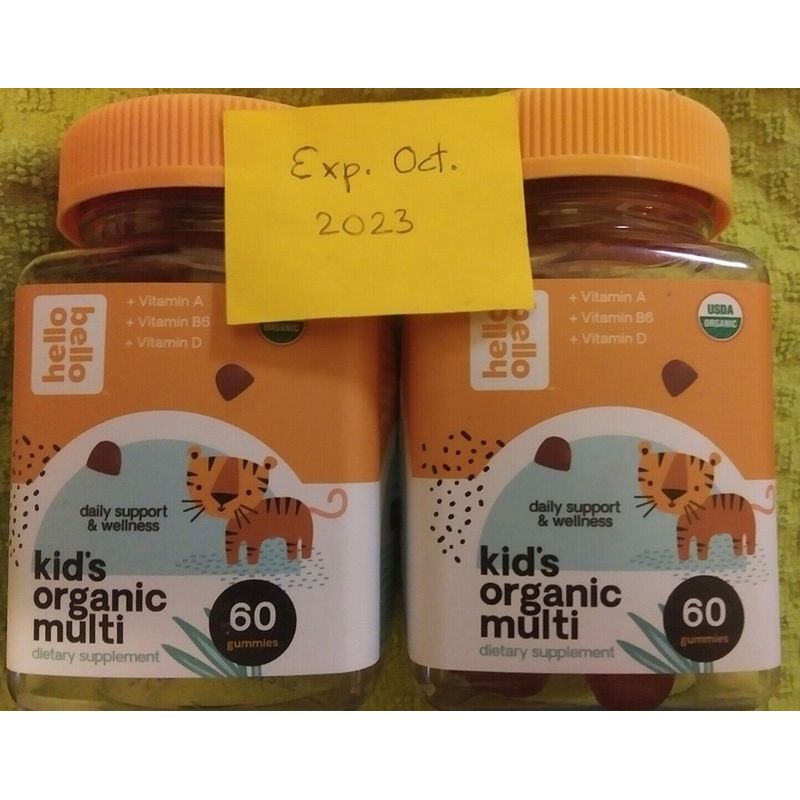 Exp. Oct.
2023
hello
bello
+ Vitamin A
+ Vitamin B6
+ Vitamin D
ORGANIC
daily support
& wellness
kid's
organic
multi
dietary supplement
60
gummies
hello
bello
+ Vitamin A
+ Vitamin B6
+ Vitamin D
USDA
ORGANIC
daily support
& wellness
kid's
organic
multi
dietary supplement
60
gummies